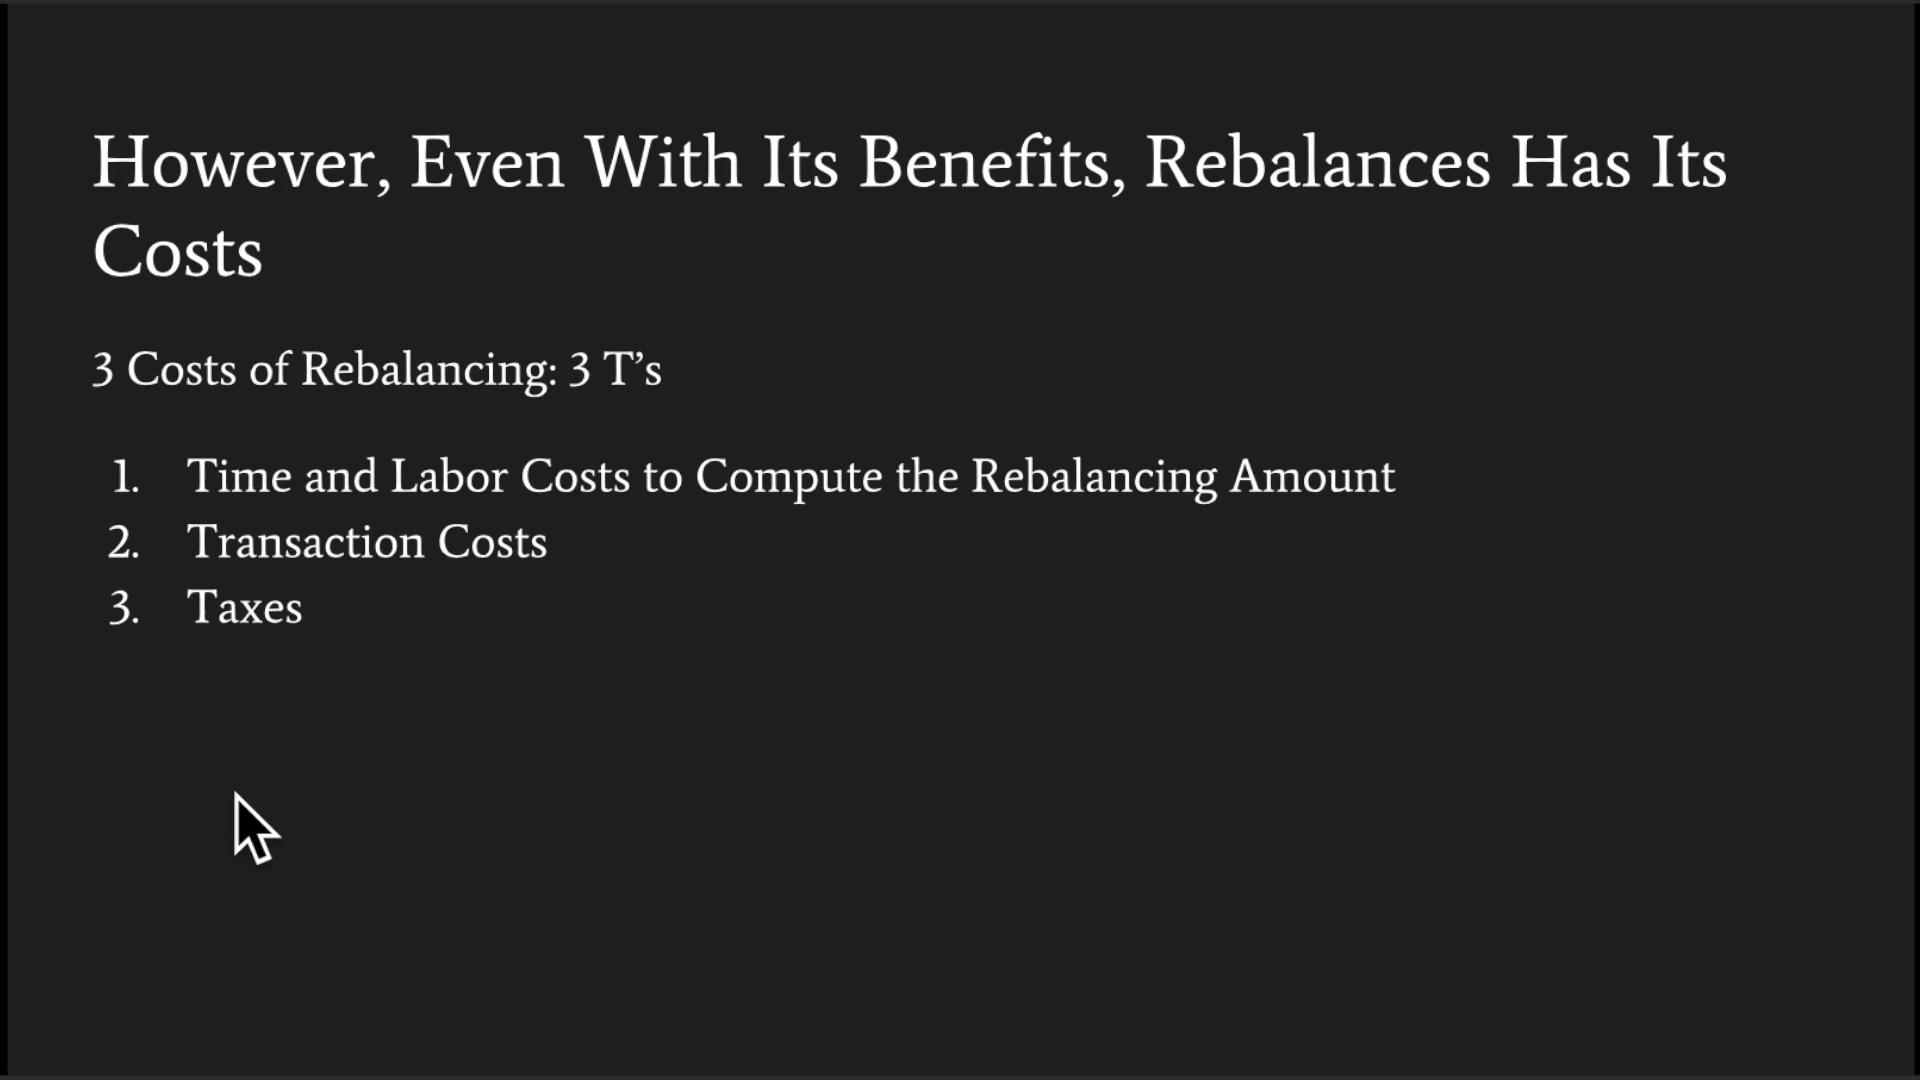 However, Even With Its Benefits, Rebalances Has Its
Costs
3 Costs of Rebalancing: 3 T’s
1. Time and Labor Costs to Compute the Rebalancing Amount
2. Transaction Costs
3. Taxes